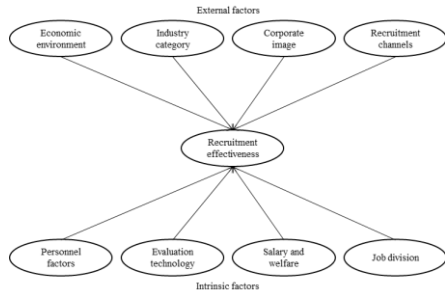 External factors
Economic
environment
Industry
category
Corporate
image
Recruitment
channels
Recruitment
effectiveness
Personnel
factors
Evaluation
technology
Salary and
welfare
Job division
Intrinsic factors